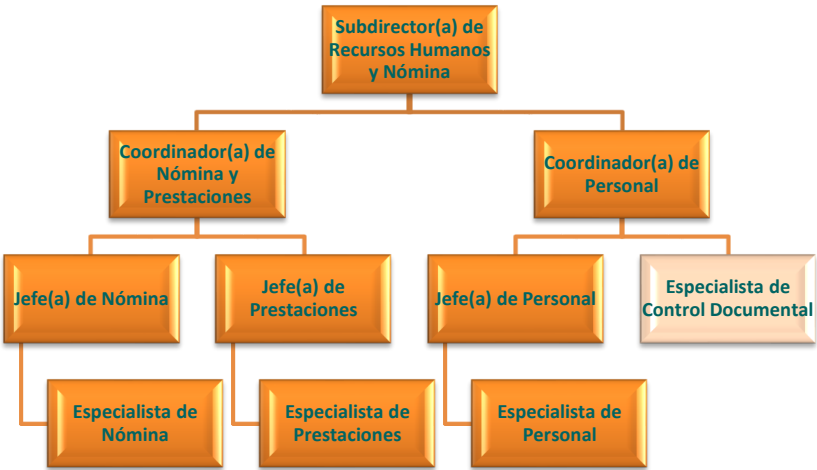 Subdirector(a) de
Recursos Humanos
y Nómina
Coordinador(a) de
Nómina y
Prestaciones
Coordinador(a) de
Personal
Jefe(a) de Nómina
Jefe(a) de
Prestaciones
Jefe(a) de Personal
Especialista de
Control Documental
Especialista de
Nómina
Especialista de
Prestaciones
Especialista de
Personal